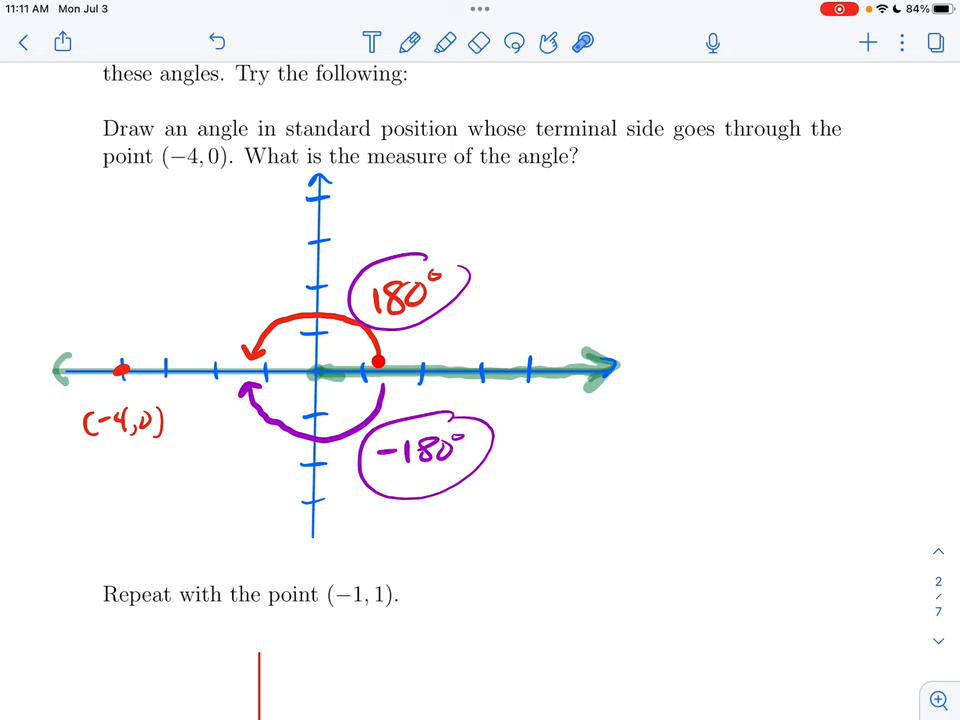 11:11 AM Mon Jul 3
84%
these angles. Try the following:
Draw an angle in standard position whose terminal side goes through the
point (−4, 0). What is the measure of the angle?
180°
(-4,0)
-180°
Repeat with the point (−1, 1).
2
/
7